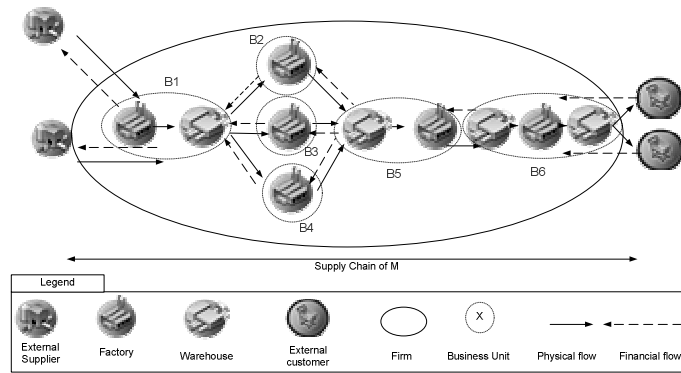 B2
B1
B3
B5
B6
B4
Supply Chain of M
Legend
X
External
Supplier
Factory
Warehouse
External
customer
Firm
Business Unit
Physical flow
Financial flow